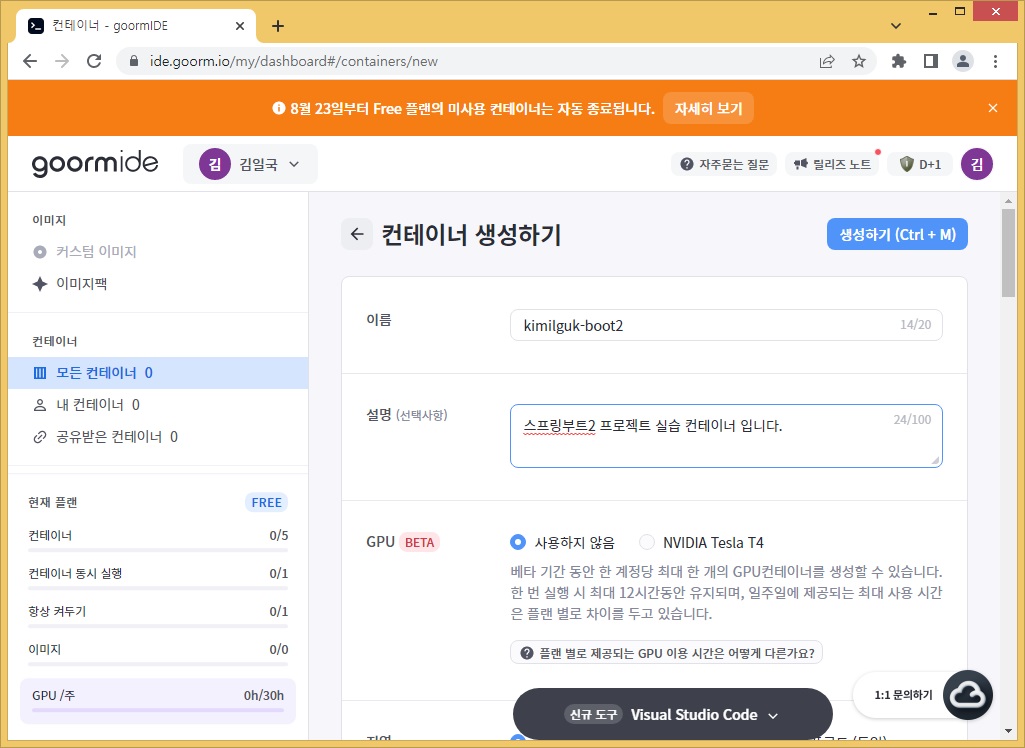 컨테이너 - goormIDE
ide.goorm.io/my/dashboard#/containers/new
8월 23일부터 Free 플랜의 미사용 컨테이너는 자동 종료됩니다. 자세히 보기
goormide 김 김일국 자주묻는 질문 릴리즈 노트 D+1 김
이미지
커스텀 이미지
이미지팩
컨테이너
모든 컨테이너 0
내 컨테이너 0
공유받은 컨테이너 0
현재 플랜 FREE
컨테이너 0/5
컨테이너 동시 실행 0/1
항상 켜두기 0/1
이미지 0/0
GPU /주 0h/30h
컨테이너 생성하기 생성하기 (Ctrl + M)
이름 kimilguk-boot2 14/20
설명 (선택사항) 스프링부트2 프로젝트 실습 컨테이너 입니다. 24/100
GPU BETA 사용하지 않음 NVIDIA Tesla T4
베타 기간 동안 한 계정당 최대 한 개의 GPU컨테이너를 생성할 수 있습니다.
한 번 실행 시 최대 12시간동안 유지되며, 일주일에 제공되는 최대 사용 시간
은 플랜 별로 차이를 두고 있습니다.
플랜 별로 제공되는 GPU 이용 시간은 어떻게 다른가요?
신규 도구 Visual Studio Code
1:1 문의하기